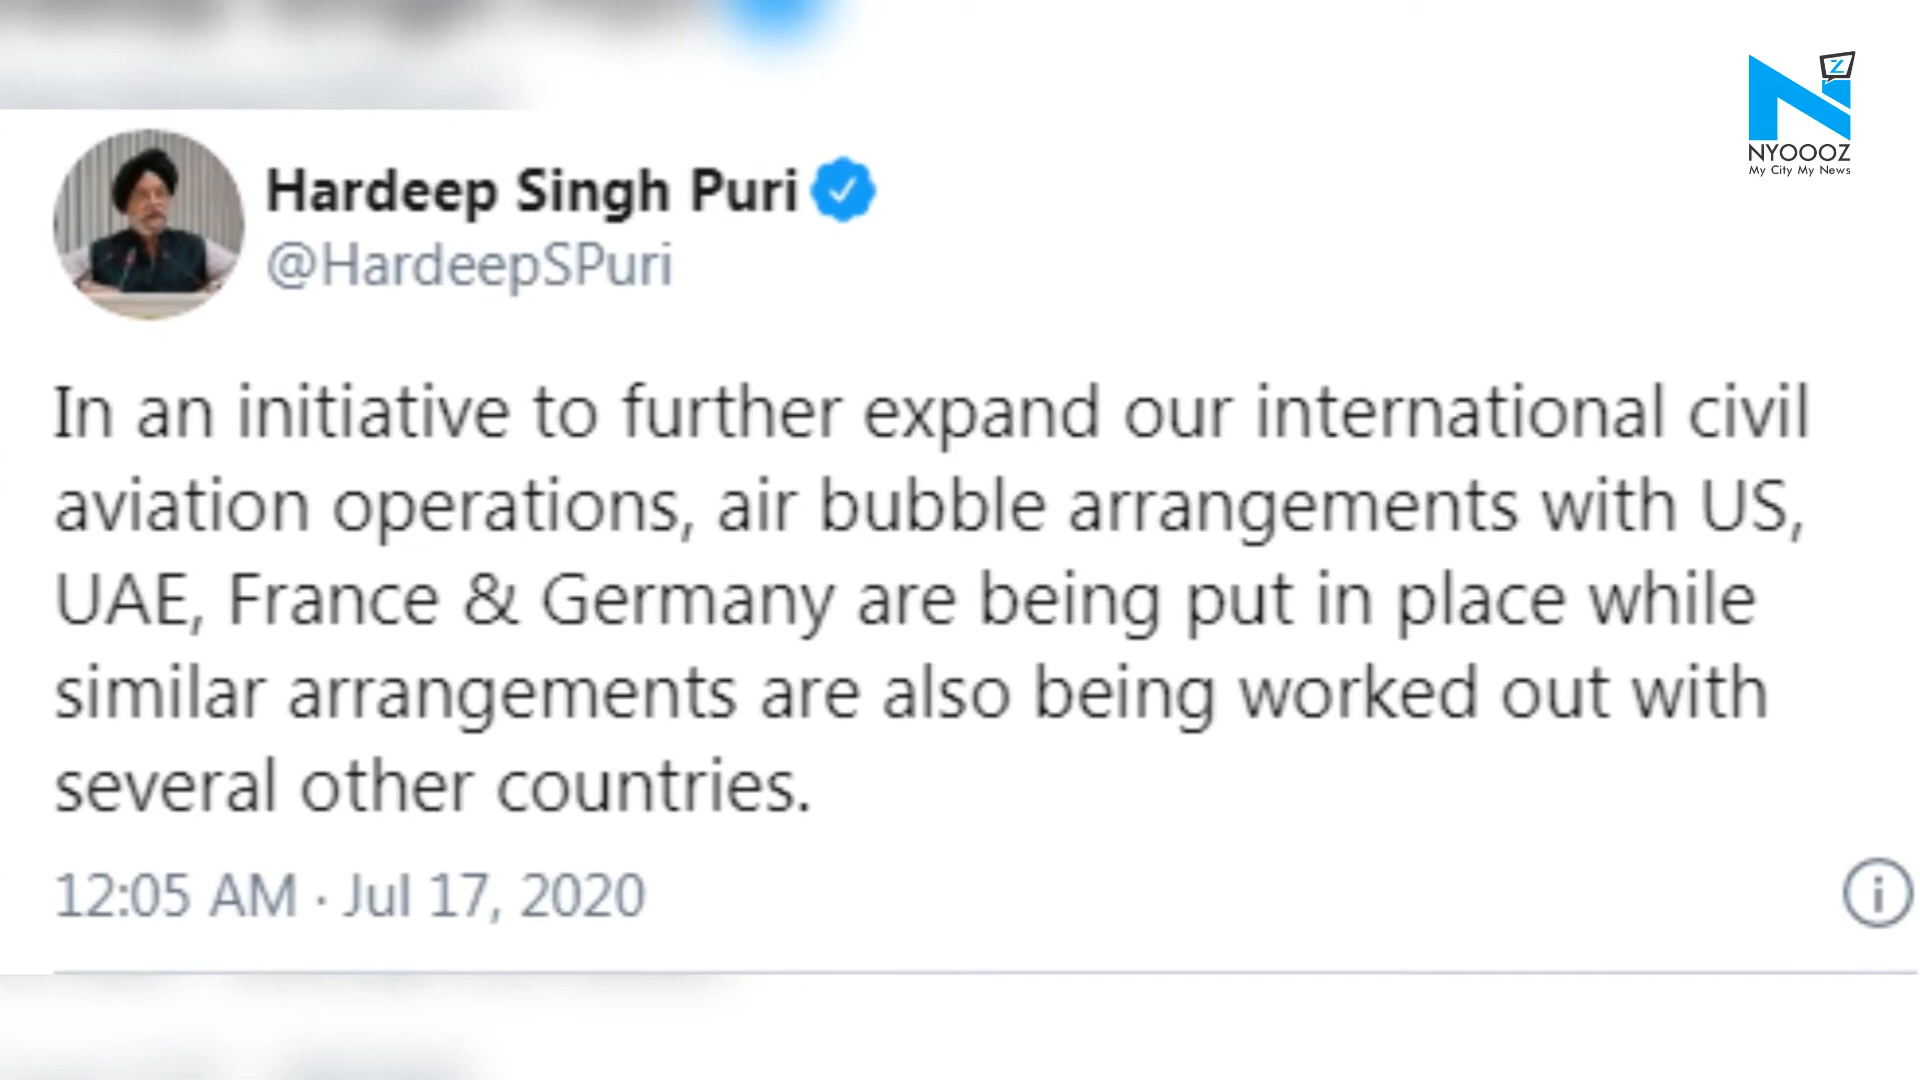 Z
NYOOOZ
My City My News
Hardeep Singh Puri
@HardeepSPuri
In an initiative to further expand our international civil
aviation operations, air bubble arrangements with US,
UAE, France & Germany are being put in place while
similar arrangements are also being worked out with
several other countries.
12:05 AM · Jul 17, 2020